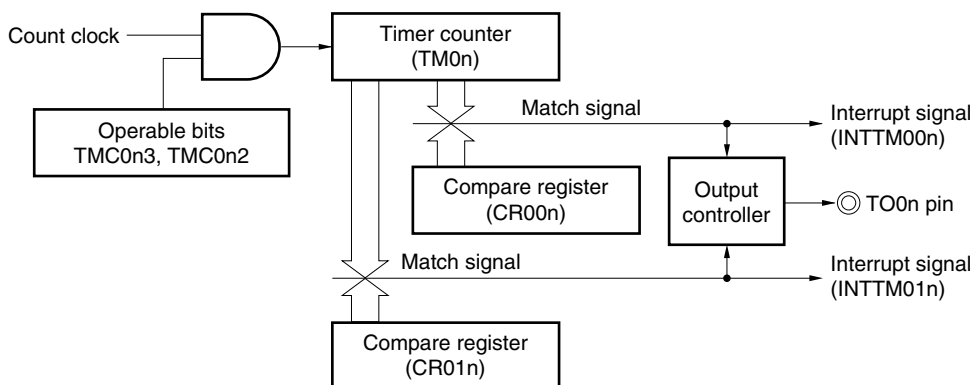 Count clock
Timer counter
(TM0n)
Operable bits
TMC0n3, TMC0n2
Match signal
Interrupt signal
(INTTM00n)
Compare register
(CR00n)
Output
controller
TO0n pin
Match signal
Interrupt signal
(INTTM01n)
Compare register
(CR01n)